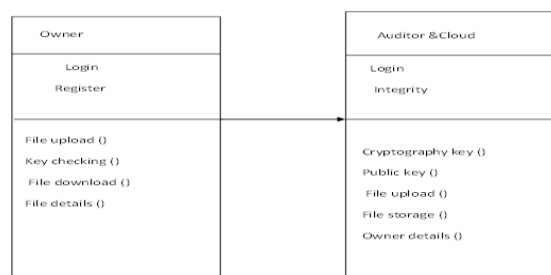 Owner
Login
Register
File upload ()
Key checking ()
File download ()
File details ()
Auditor &Cloud
Login
Integrity
Cryptography key ()
Public key ()
File upload ()
File storage ()
Owner details ()